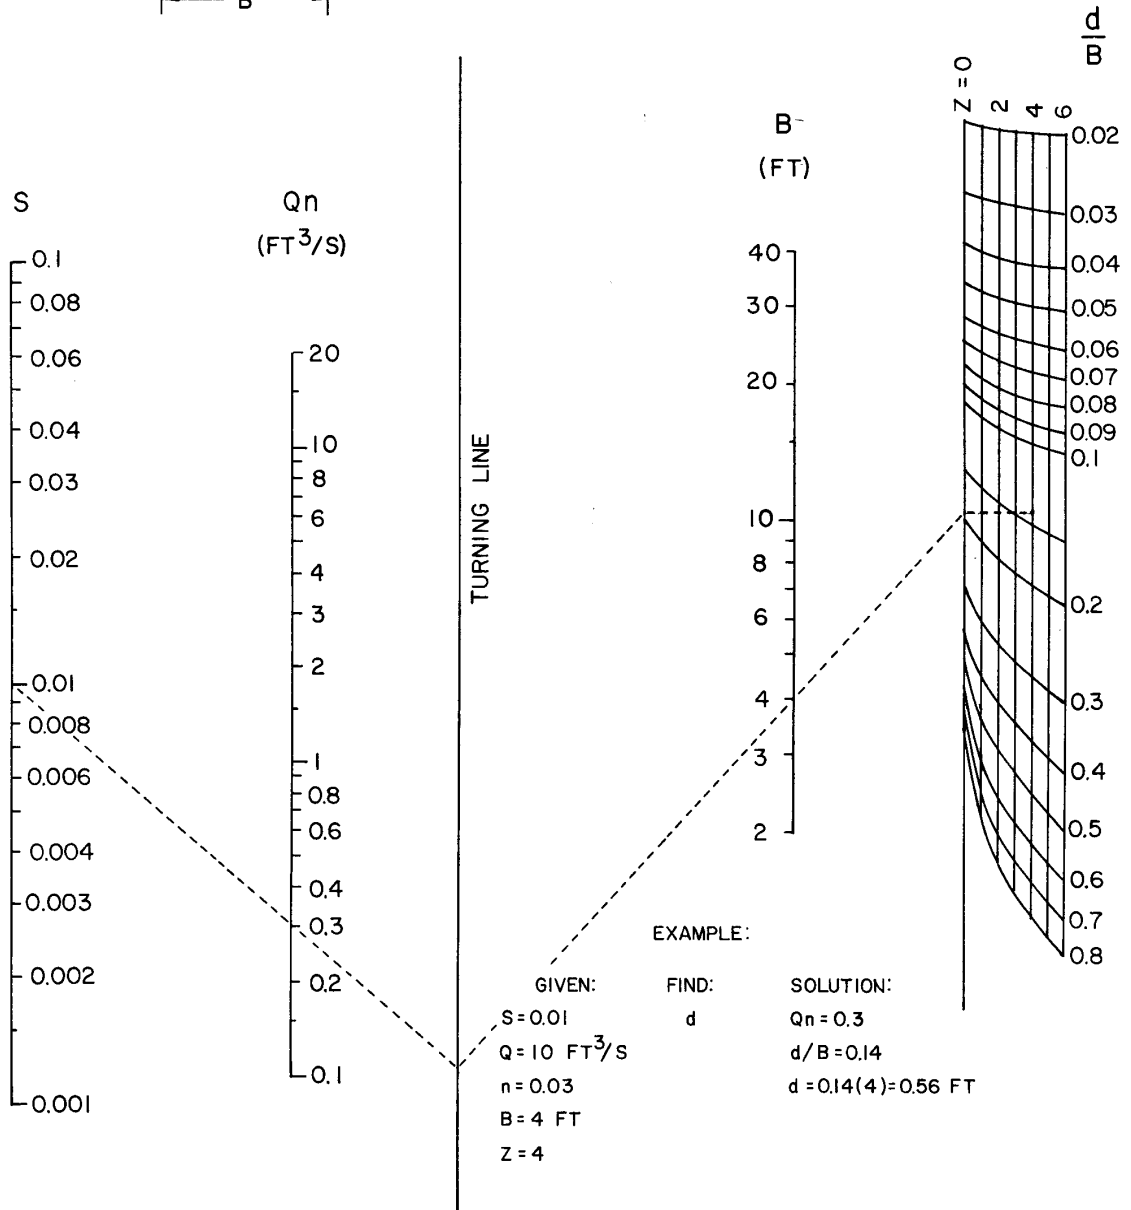 B
d
B
Z = 0
2
4
6
B
(FT)
S
Qn
(FT³/S)
0.1
0.08
0.06
0.04
0.03
0.02
0.01
0.008
0.006
0.004
0.003
0.002
0.001
20
10
8
6
4
3
2
1
0.8
0.6
0.4
0.3
0.2
0.1
TURNING LINE
40
30
20
10
8
6
4
3
2
0.02
0.03
0.04
0.05
0.06
0.07
0.08
0.09
0.1
0.2
0.3
0.4
0.5
0.6
0.7
0.8
EXAMPLE:
GIVEN:
S=0.01
Q=10 FT³/S
n=0.03
B=4 FT
Z=4
FIND:
d
SOLUTION:
Qn=0.3
d/B=0.14
d=0.14(4)=0.56 FT